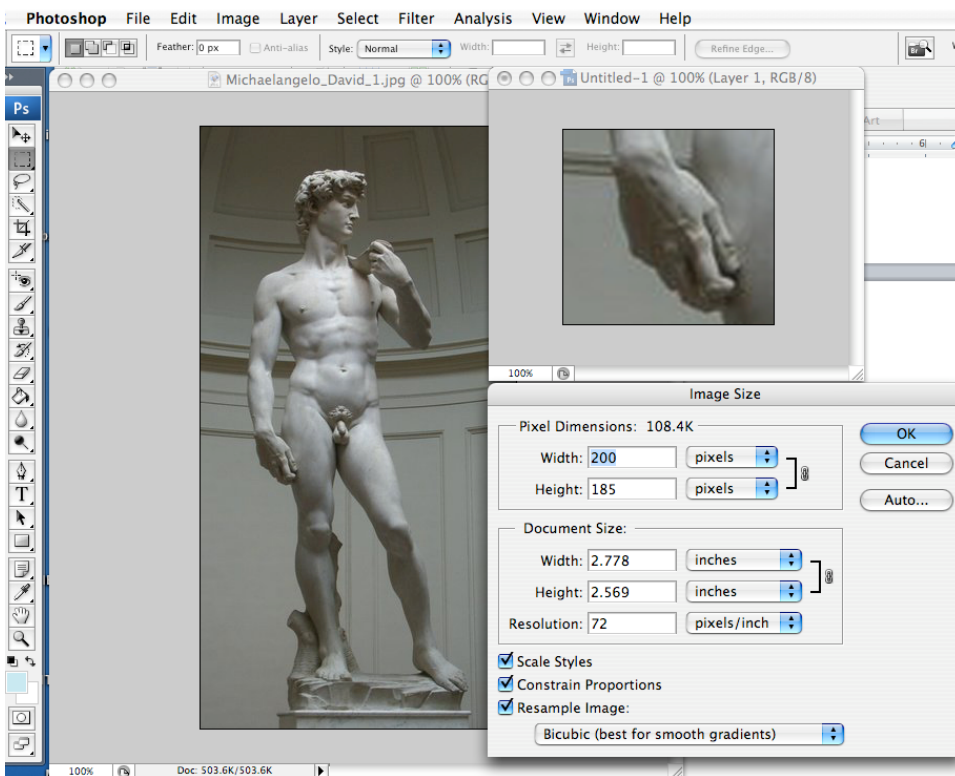 Photoshop File Edit Image Layer Select Filter Analysis View Window Help
Feather: 0 px Anti-alias Style: Normal Width: Height: Refine Edge...
Br
Michaelangelo_David_1.jpg @ 100% (RG
Untitled-1 @ 100% (Layer 1, RGB/8)
Ps
Art
6
T
100%
Image Size
Pixel Dimensions: 108.4K
Width: 200 pixels
Height: 185 pixels
OK
Cancel
Auto...
Document Size:
Width: 2.778 inches
Height: 2.569 inches
Resolution: 72 pixels/inch
Scale Styles
Constrain Proportions
Resample Image:
Bicubic (best for smooth gradients)
100% Doc: 503.6K/503.6K